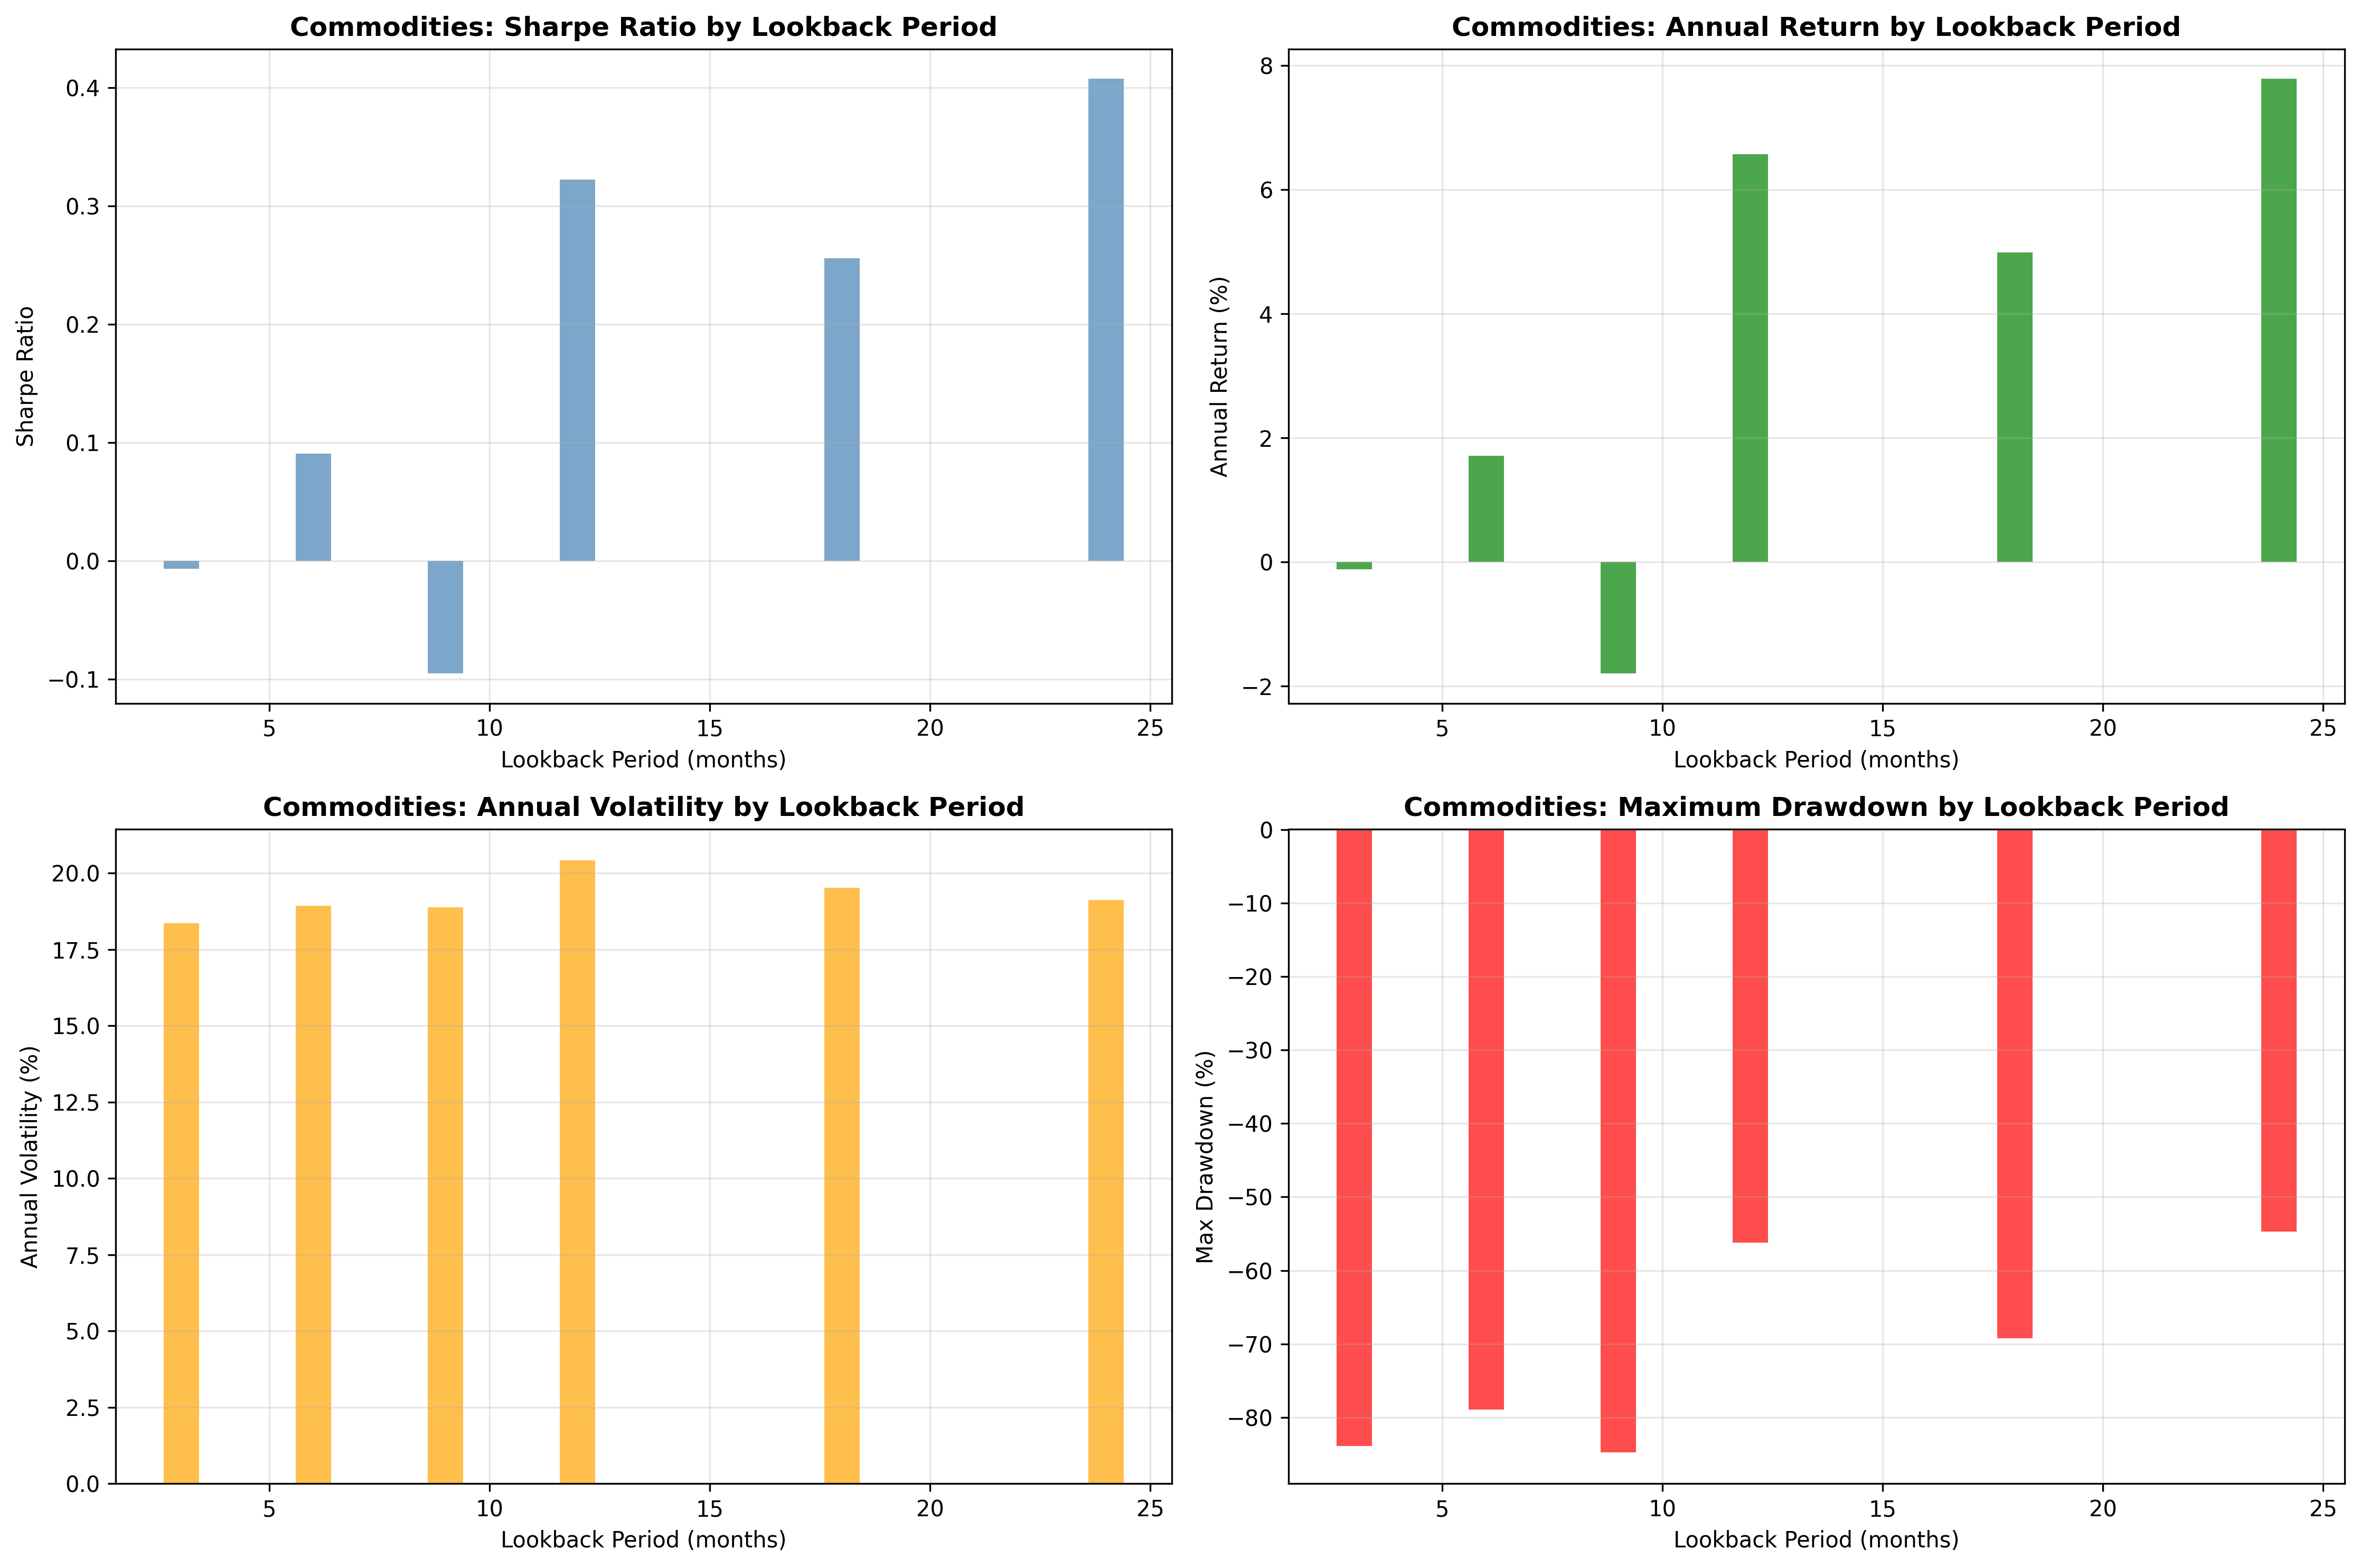 Commodities: Sharpe Ratio by Lookback Period
Sharpe Ratio
0.4
0.3
0.2
0.1
0.0
−0.1
5 10 15 20 25
Lookback Period (months)
Commodities: Annual Return by Lookback Period
Annual Return (%)
8
6
4
2
0
−2
5 10 15 20 25
Lookback Period (months)
Commodities: Annual Volatility by Lookback Period
Annual Volatility (%)
20.0
17.5
15.0
12.5
10.0
7.5
5.0
2.5
0.0
5 10 15 20 25
Lookback Period (months)
Commodities: Maximum Drawdown by Lookback Period
Max Drawdown (%)
0
−10
−20
−30
−40
−50
−60
−70
−80
5 10 15 20 25
Lookback Period (months)